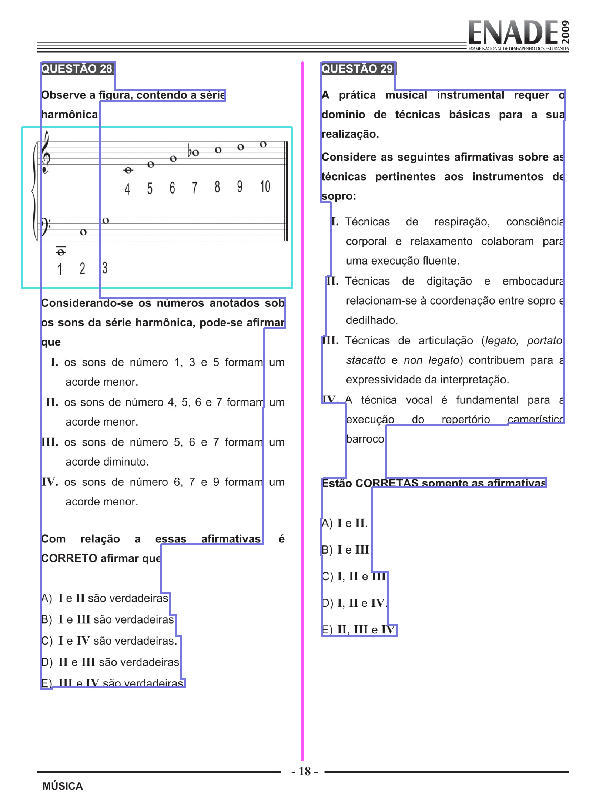 ENADE 2009
EXAME NACIONAL DE DESEMPENHO DOS ESTUDANTES
QUESTÃO 28
Observe a figura, contendo a série
harmônica
4 5 6 7 8 9 10
1 2 3
Considerando-se os números anotados sob
os sons da série harmônica, pode-se afirmar
que
I. os sons de número 1, 3 e 5 formam um
acorde menor.
II. os sons de número 4, 5, 6 e 7 formam um
acorde menor.
III. os sons de número 5, 6 e 7 formam um
acorde diminuto.
IV. os sons de número 6, 7 e 9 formam um
acorde menor.
Com relação a essas afirmativas é
CORRETO afirmar que
A) I e II são verdadeiras
B) I e III são verdadeiras
C) I e IV são verdadeiras.
D) II e III são verdadeiras
E) III e IV são verdadeiras
QUESTÃO 29
A prática musical instrumental requer o
domínio de técnicas básicas para a sua
realização.
Considere as seguintes afirmativas sobre as
técnicas pertinentes aos instrumentos de
sopro:
I. Técnicas de respiração, consciência
corporal e relaxamento colaboram para
uma execução fluente.
II. Técnicas de digitação e embocadura
relacionam-se à coordenação entre sopro e
dedilhado.
III. Técnicas de articulação (legato, portato
stacatto e non legato) contribuem para a
expressividade da interpretação.
IV. A técnica vocal é fundamental para a
execução do repertório camerístico
barroco
Estão CORRETAS somente as afirmativas
A) I e II.
B) I e III
C) I, II e III
D) I, II e IV.
E) II, III e IV
- 18 -
MÚSICA